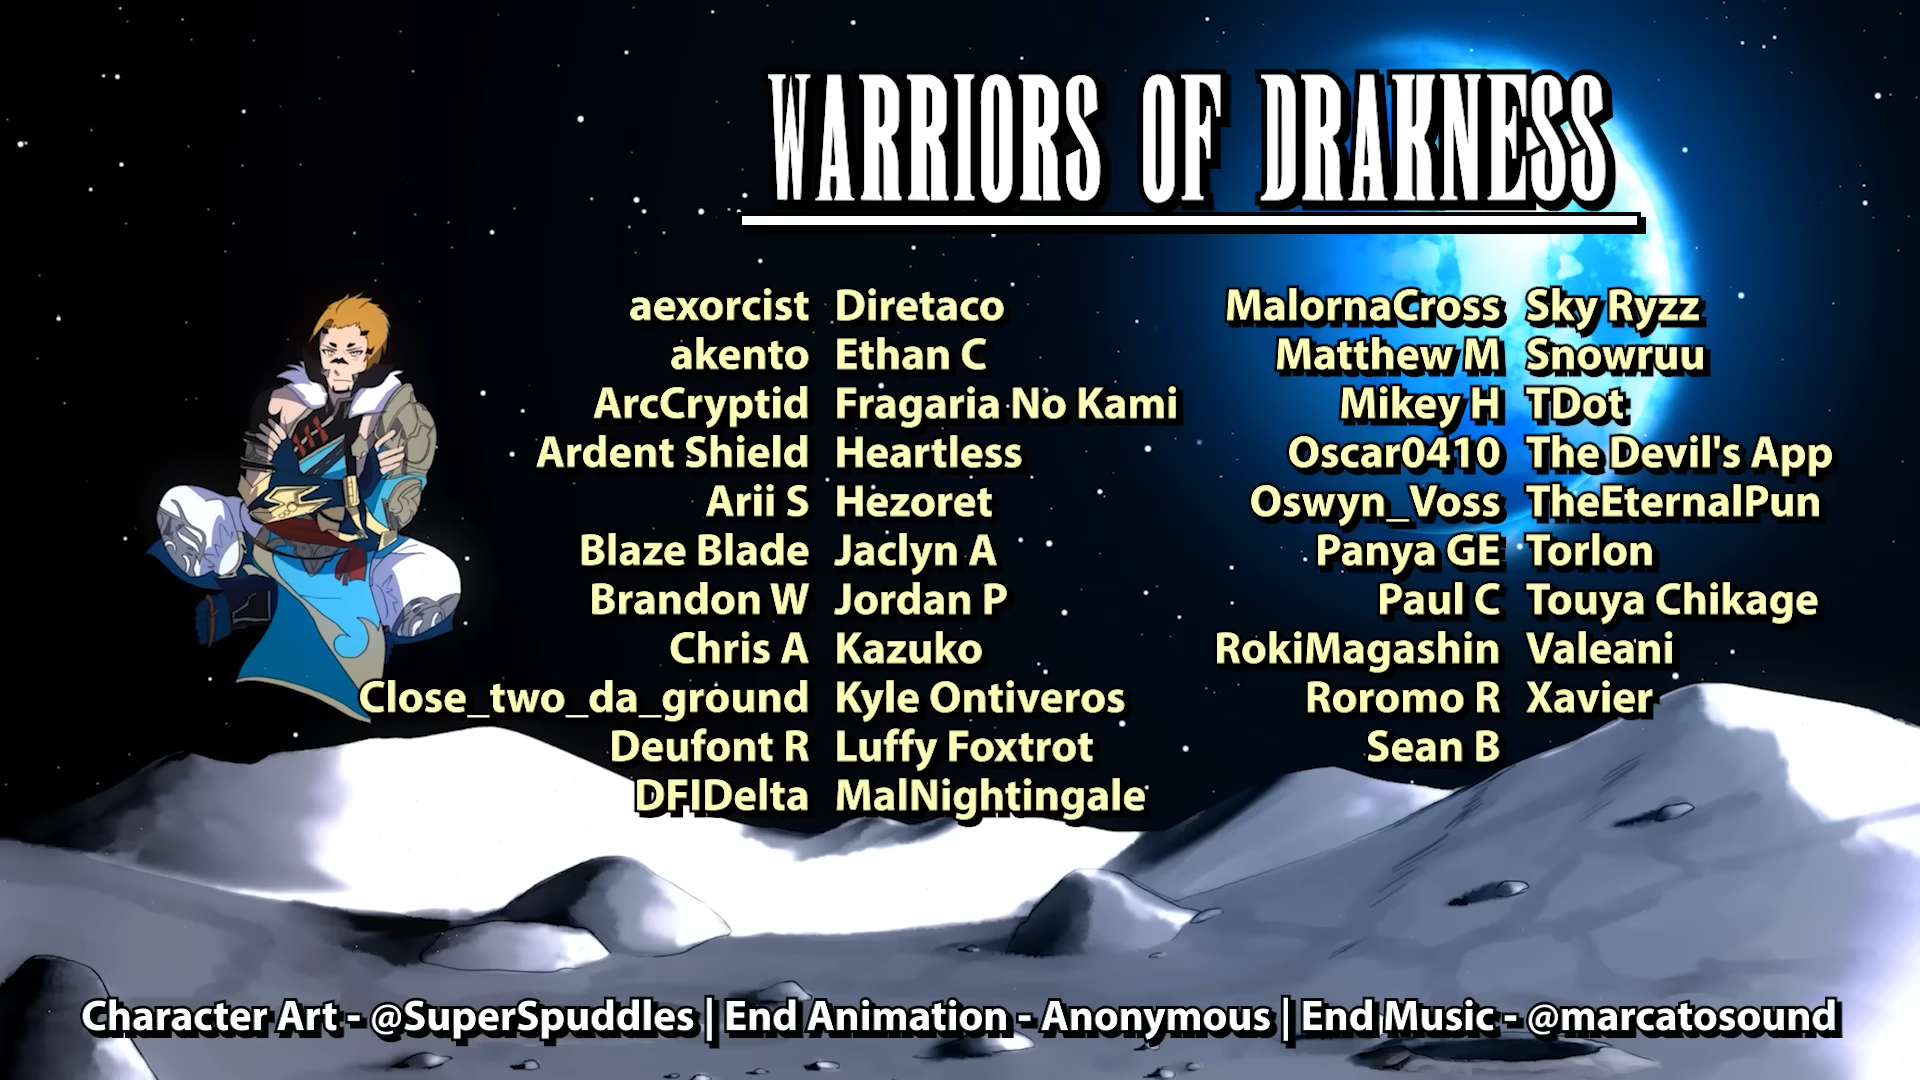 WARRIORS OF DRAKNESS
aexorcist Diretaco MalornaCross Sky Ryzz
akento Ethan C Matthew M Snowruu
ArcCryptid Fragaria No Kami Mikey H TDot
Ardent Shield Heartless Oscar0410 The Devil's App
Arii S Hezoret Oswyn_Voss TheEternalPun
Blaze Blade Jaclyn A Panya GE Torlon
Brandon W Jordan P Paul C Touya Chikage
Chris A Kazuko RokiMagashin Valeani
Close_two_da_ground Kyle Ontiveros Roromo R Xavier
Deufont R Luffy Foxtrot Sean B
DFIDelta MalNightingale
Character Art - @SuperSpuddles | End Animation - Anonymous | End Music - @marcatosound